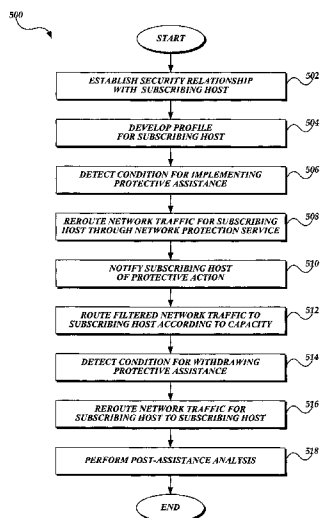 500
START
ESTABLISH SECURITY RELATIONSHIP
WITH SUBSCRIBING HOST
502
DEVELOP PROFILE
FOR SUBSCRIBING HOST
504
DETECT CONDITION FOR IMPLEMENTING
PROTECTIVE ASSISTANCE
506
REROUTE NETWORK TRAFFIC FOR SUBSCRIBING
HOST THROUGH NETWORK PROTECTION SERVICE
508
NOTIFY SUBSCRIBING HOST
OF PROTECTIVE ACTION
510
ROUTE FILTERED NETWORK TRAFFIC TO
SUBSCRIBING HOST ACCORDING TO CAPACITY
512
DETECT CONDITION FOR WITHDRAWING
PROTECTIVE ASSISTANCE
514
REROUTE NETWORK TRAFFIC FOR
SUBSCRIBING HOST TO SUBSCRIBING HOST
516
PERFORM POST-ASSISTANCE ANALYSIS
518
END